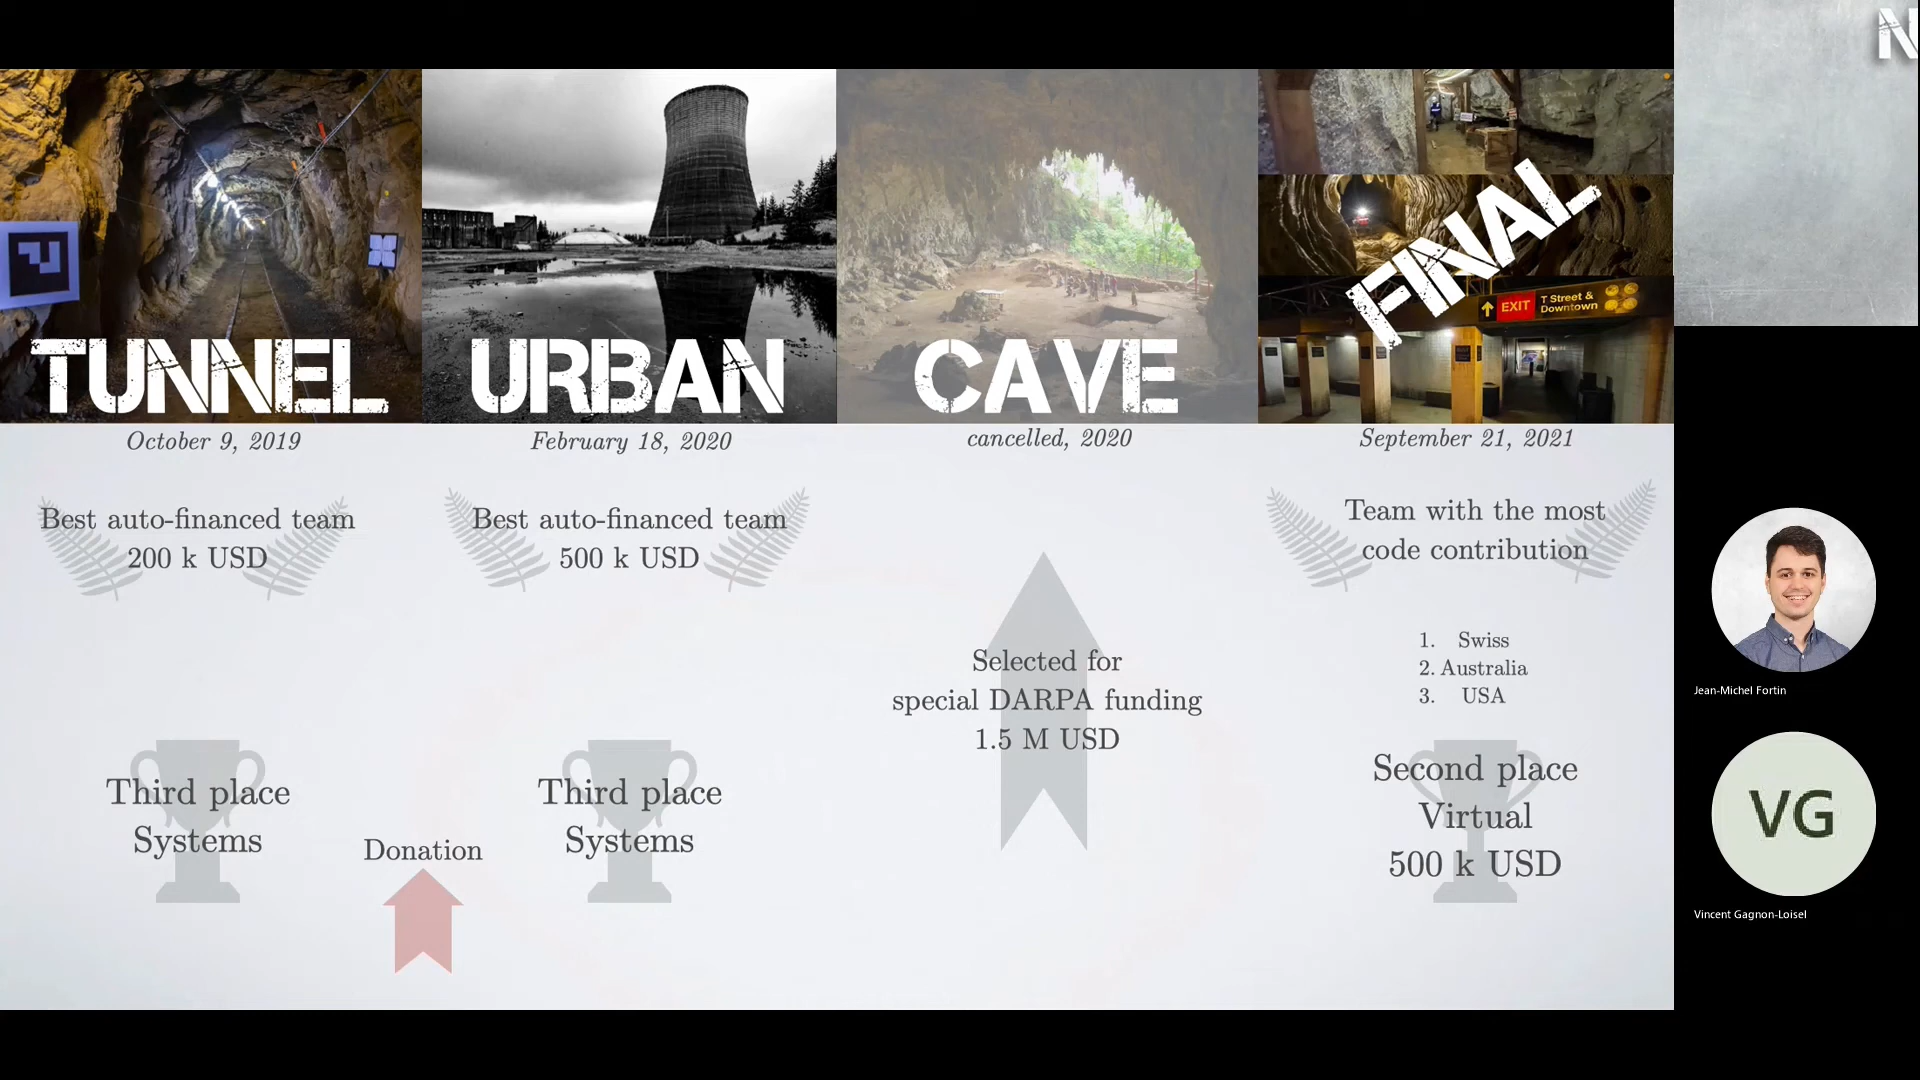 N
TUNNEL
URBAN
CAVE
FINAL
EXIT
T Street &
Downtown
October 9, 2019
February 18, 2020
cancelled, 2020
September 21, 2021
Best auto-financed team
200 k USD
Best auto-financed team
500 k USD
Team with the most
code contribution
Selected for
special DARPA funding
1.5 M USD
1. Swiss
2. Australia
3. USA
Third place
Systems
Donation
Third place
Systems
Second place
Virtual
500 k USD
Jean-Michel Fortin
VG
Vincent Gagnon-Loisel